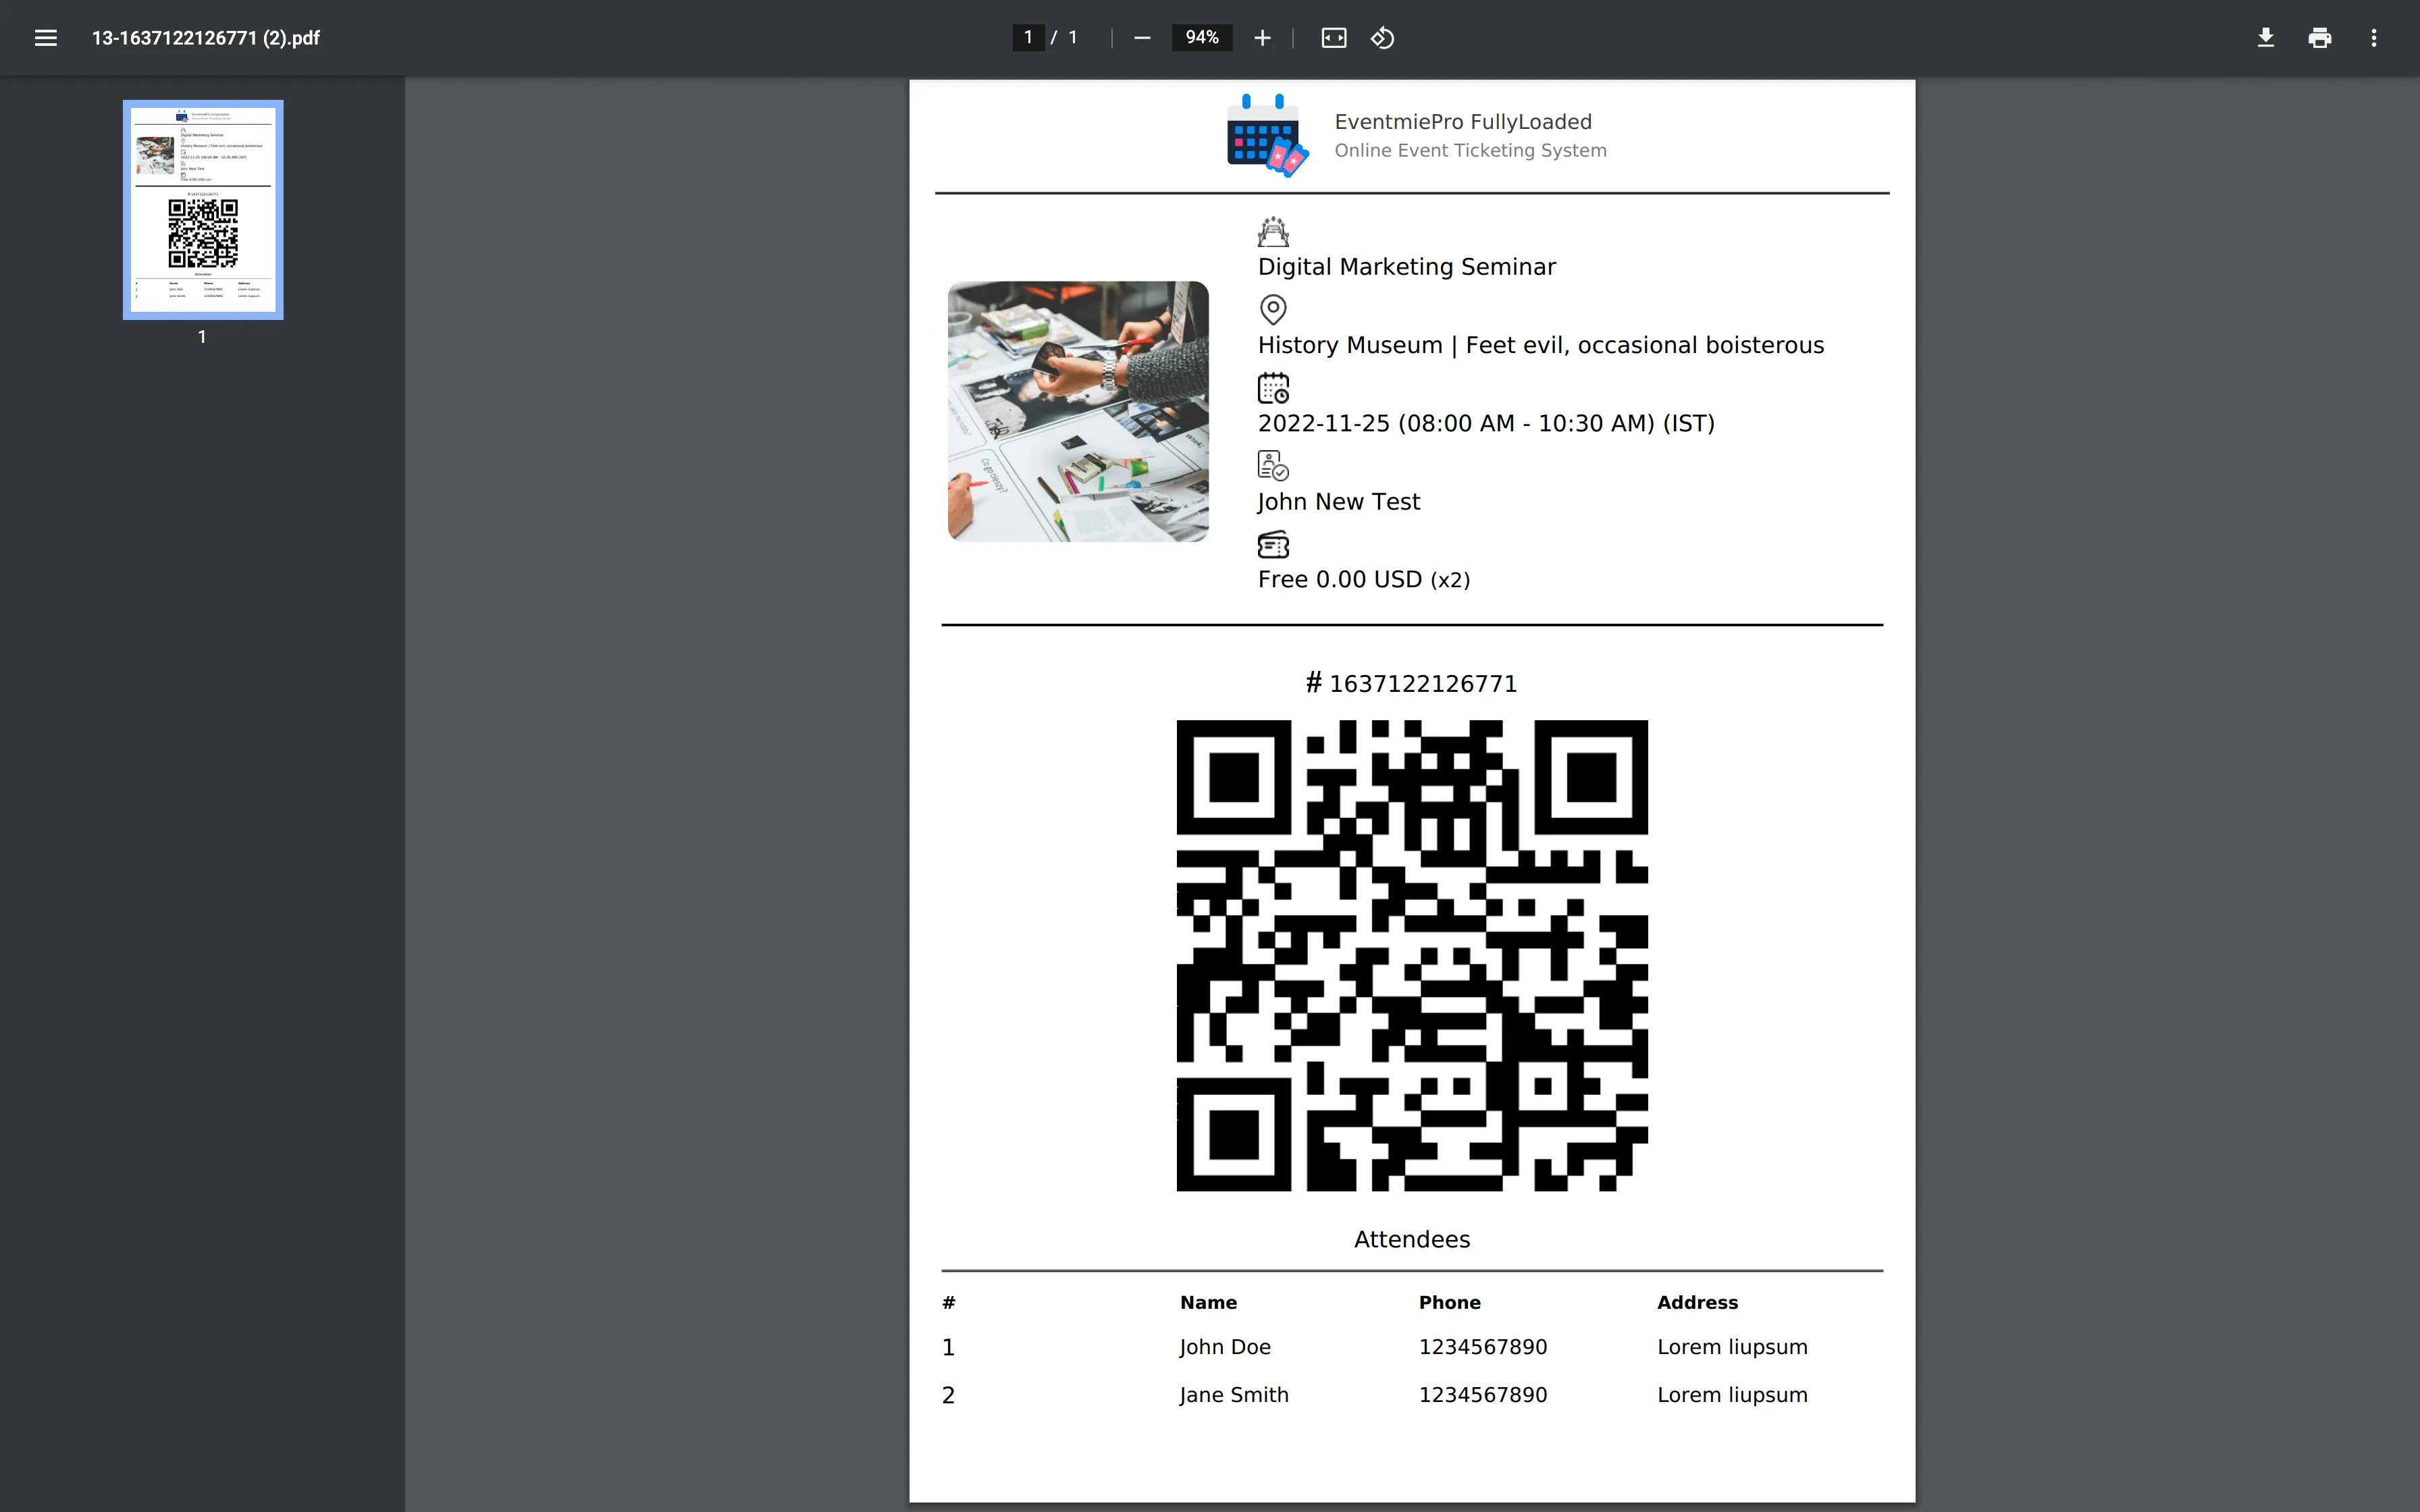 13-1637122126771 (2).pdf
1 / 1
94%
1
EventmiePro FullyLoaded
Online Event Ticketing System
Digital Marketing Seminar
History Museum | Feet evil, occasional boisterous
2022-11-25 (08:00 AM - 10:30 AM) (IST)
John New Test
Free 0.00 USD (x2)
# 1637122126771
Attendees
# Name Phone Address
1 John Doe 1234567890 Lorem liupsum
2 Jane Smith 1234567890 Lorem liupsum